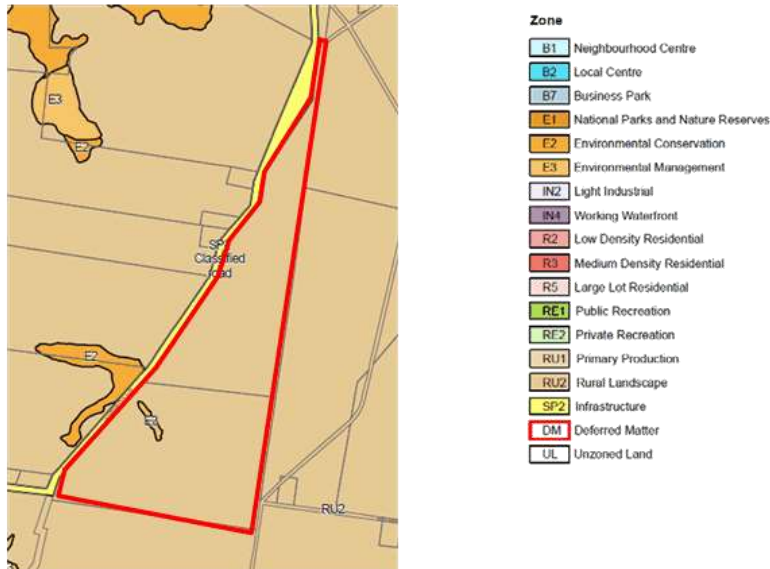 E3
E2
SP2
Classified
road
E2
RU2
Zone
B1 Neighbourhood Centre
B2 Local Centre
B7 Business Park
E1 National Parks and Nature Reserves
E2 Environmental Conservation
E3 Environmental Management
IN2 Light Industrial
IN4 Working Waterfront
R2 Low Density Residential
R3 Medium Density Residential
R5 Large Lot Residential
RE1 Public Recreation
RE2 Private Recreation
RU1 Primary Production
RU2 Rural Landscape
SP2 Infrastructure
DM Deferred Matter
UL Unzoned Land